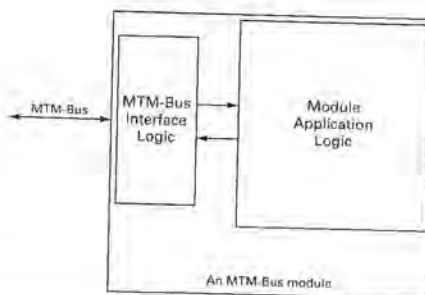 MTM-Bus
MTM-Bus
Interface
Logic
Module
Application
Logic
An MTM-Bus module